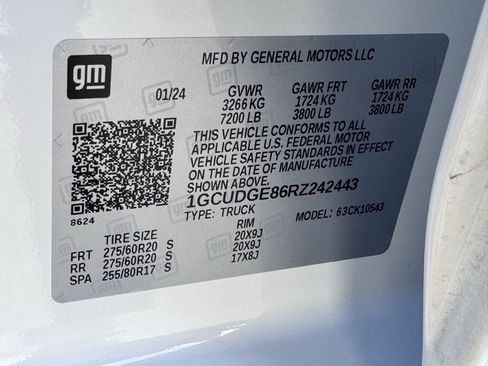 gm
MFD BY GENERAL MOTORS LLC
01/24 GVWR GAWR FRT GAWR RR
3266 KG 1724 KG 1724 KG
7200 LB 3800 LB 3800 LB
THIS VEHICLE CONFORMS TO ALL
APPLICABLE U.S. FEDERAL MOTOR
VEHICLE SAFETY STANDARDS IN EFFECT
ON THE DATE OF MANUFACTURE
1GCUDGE86RZ242443
8624
TYPE: TRUCK MODEL: 63CK10543
TIRE SIZE RIM
FRT 275/60R20 S 20X9J
RR 275/60R20 S 20X9J
SPA 255/80R17 S 17X8J